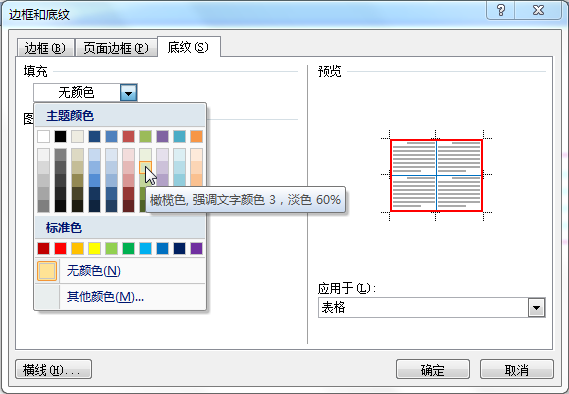 边框和底纹
边框(B) 页面边框(P) 底纹(S)
填充
无颜色
主题颜色
图
橄榄色, 强调文字颜色 3，淡色 60%
标准色
无颜色(N)
其他颜色(M)...
预览
应用于(L):
表格
横线(H)... 确定 取消